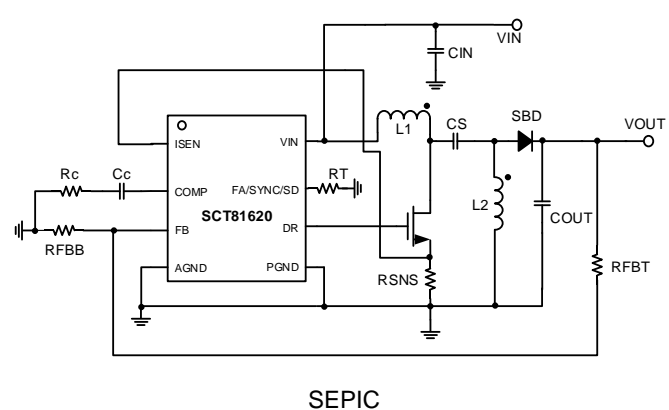 VIN
CIN
L1
CS
SBD
VOUT
ISEN
VIN
Rc
Cc
COMP
FA/SYNC/SD
RT
SCT81620
L2
COUT
FB
DR
RFBB
AGND
PGND
RSNS
RFBT
SEPIC